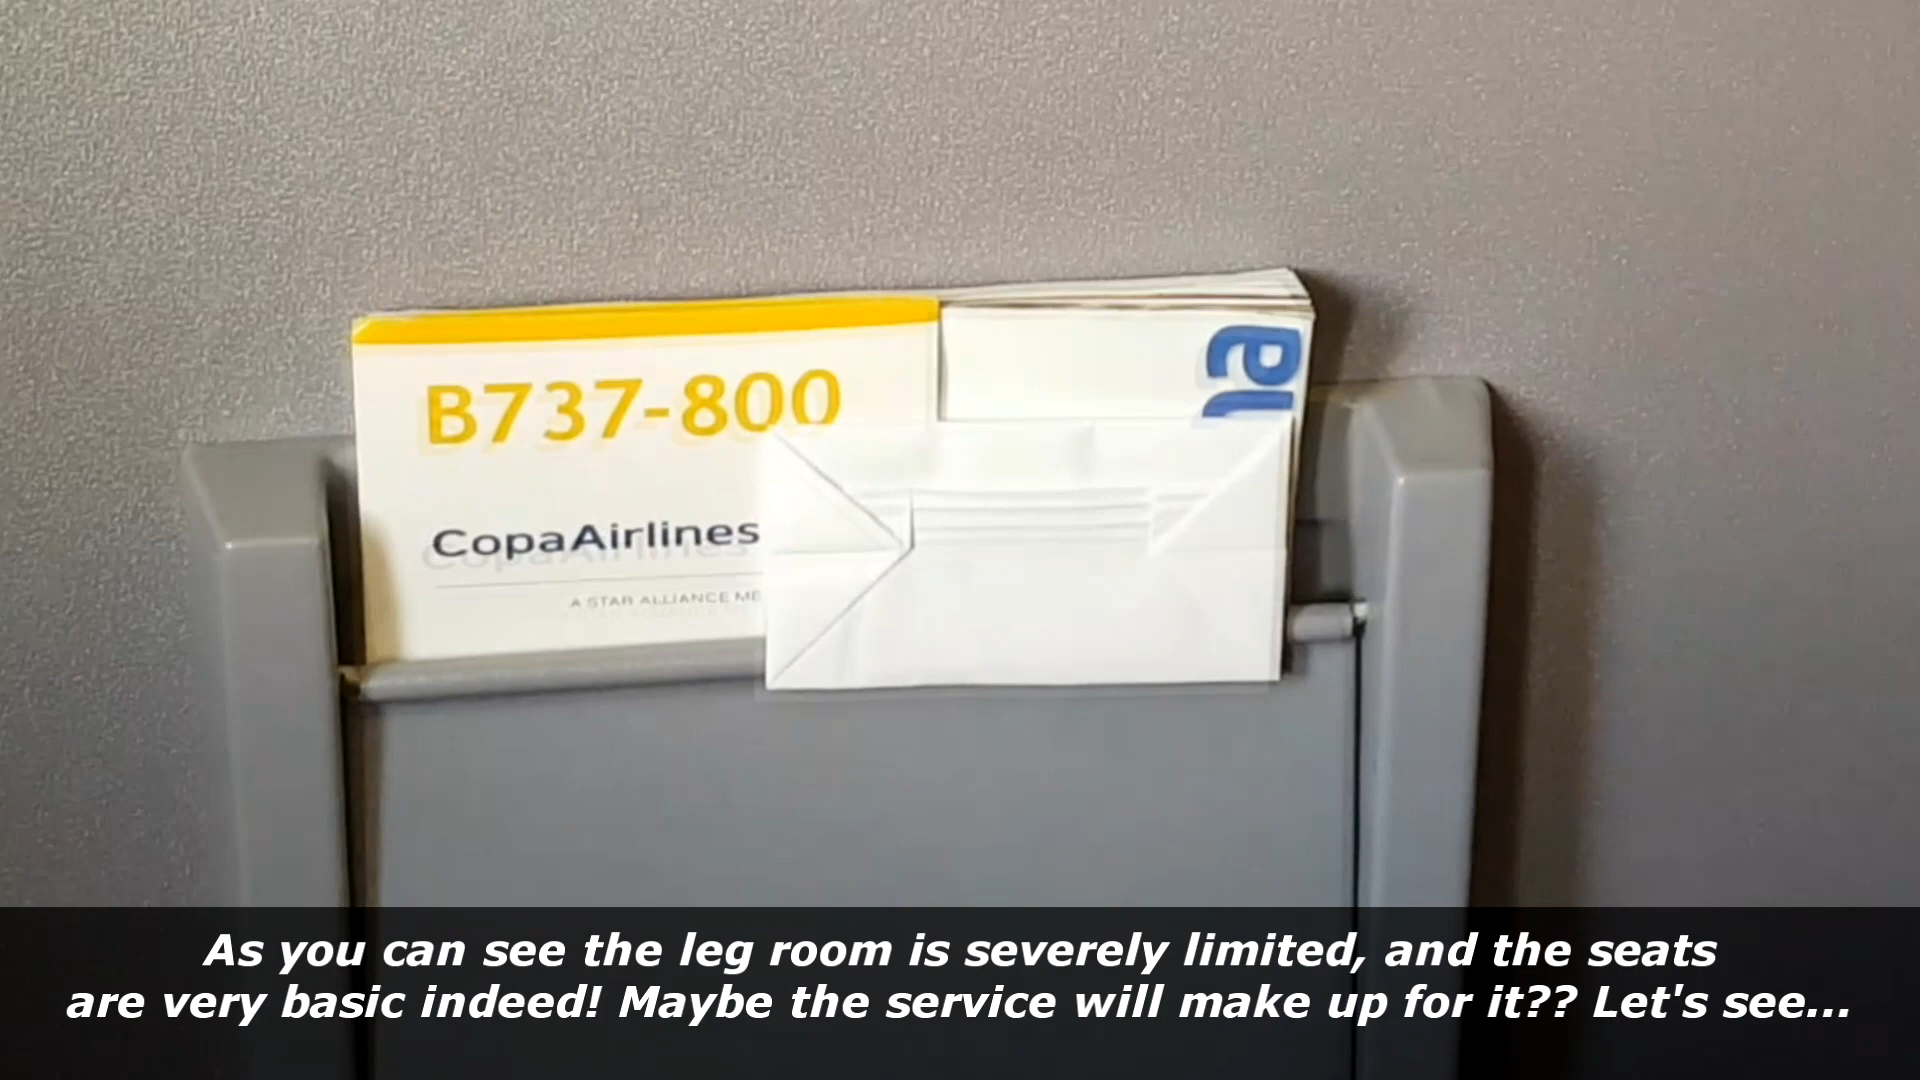 B737-800
CopaAirlines
A STAR ALLIANCE
As you can see the leg room is severely limited, and the seats
are very basic indeed! Maybe the service will make up for it?? Let's see...